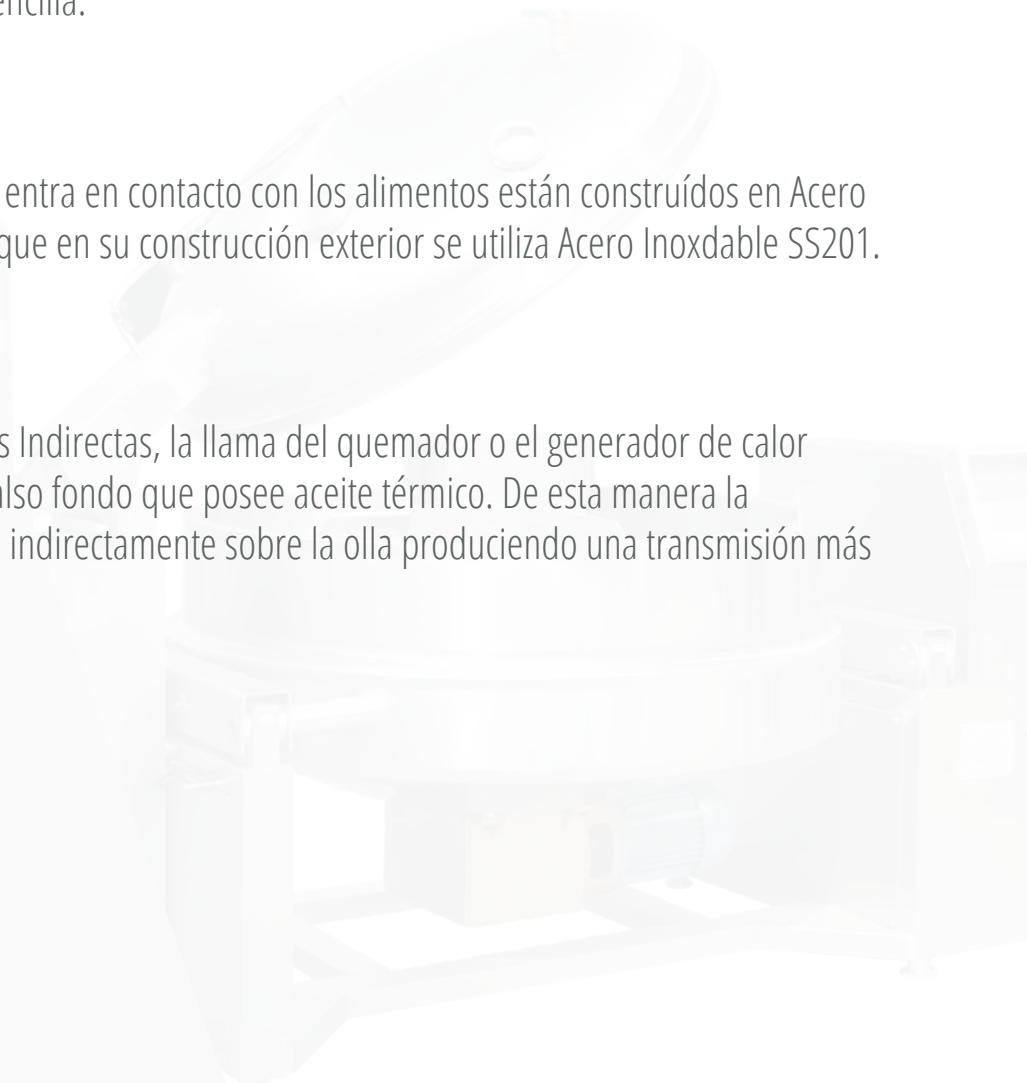 encilla.
entra en contacto con los alimentos están construídos en Acero
que en su construcción exterior se utiliza Acero Inoxdable SS201.
s Indirectas, la llama del quemador o el generador de calor
also fondo que posee aceite térmico. De esta manera la
indirectamente sobre la olla produciendo una transmisión más